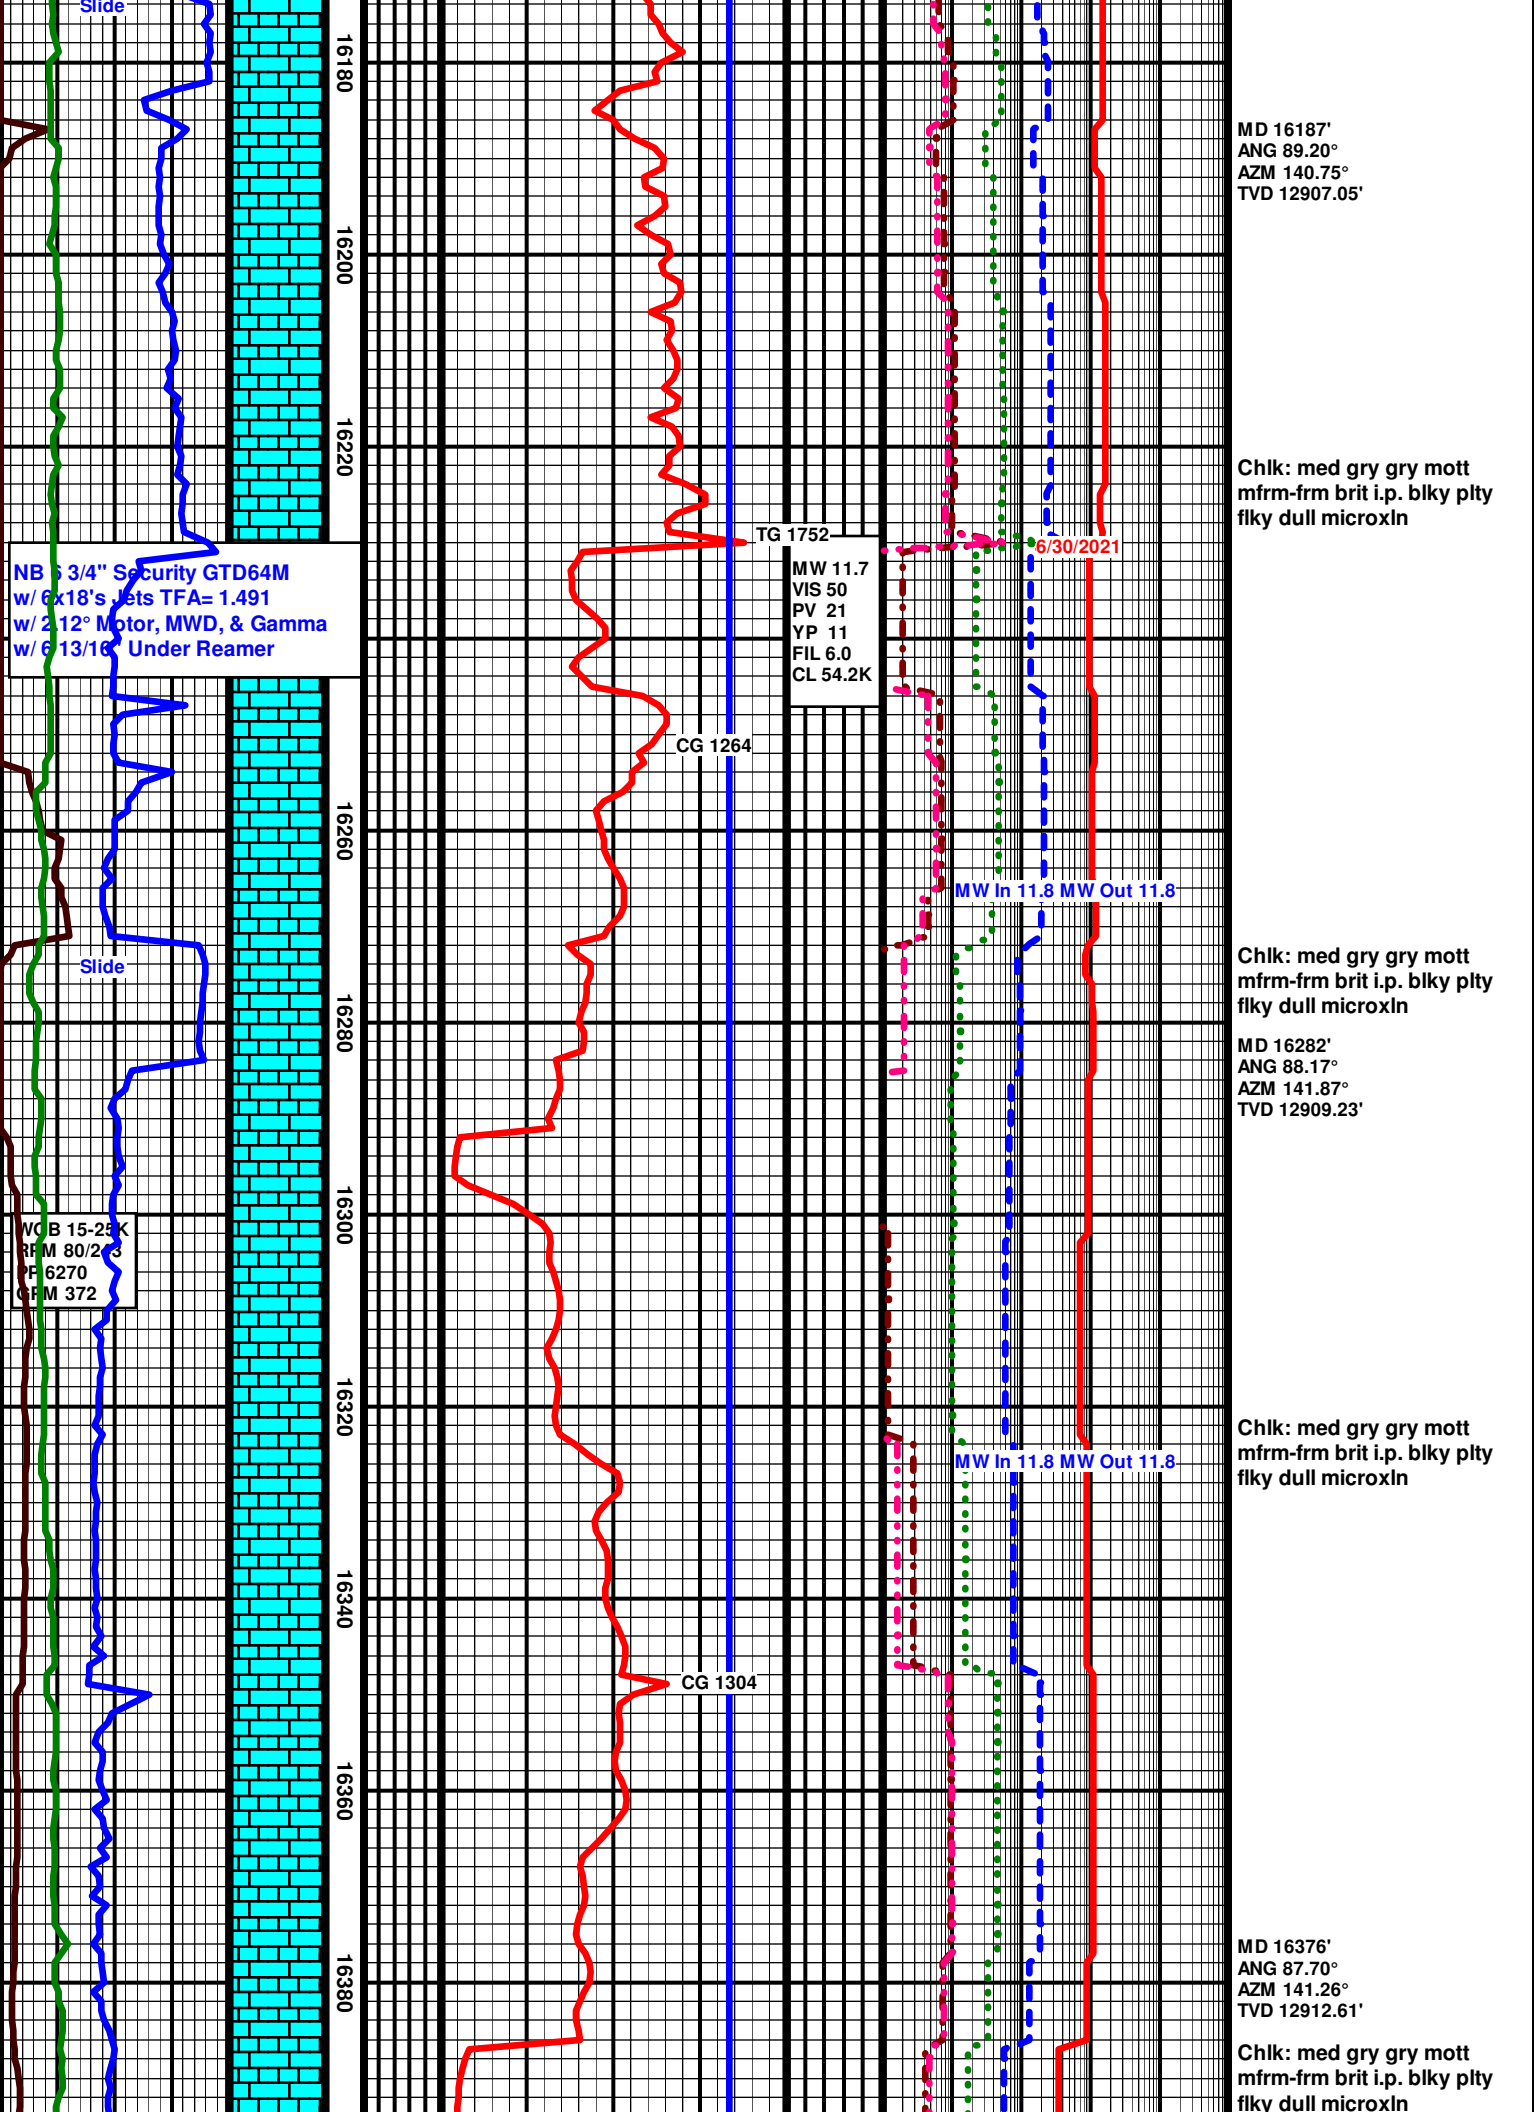 Slide
16180
MD 16187'
ANG 89.20°
AZM 140.75°
TVD 12907.05'
16200
16220
Chlk: med gry gry mott
mfrm-frm brit i.p. blky plty
flky dull microxln
TG 1752
6/30/2021
NB 6 3/4" Security GTD64M
w/ 6x18's Jets TFA= 1.491
w/ 2.12° Motor, MWD, & Gamma
w/ 6 13/16" Under Reamer
MW 11.7
VIS 50
PV 21
YP 11
FIL 6.0
CL 54.2K
CG 1264
16260
MW In 11.8 MW Out 11.8
Slide
Chlk: med gry gry mott
mfrm-frm brit i.p. blky plty
flky dull microxln
16280
MD 16282'
ANG 88.17°
AZM 141.87°
TVD 12909.23'
16300
WOB 15-25K
RPM 80/243
PP 6270
GPM 372
16320
Chlk: med gry gry mott
mfrm-frm brit i.p. blky plty
flky dull microxln
MW In 11.8 MW Out 11.8
16340
CG 1304
16360
16380
MD 16376'
ANG 87.70°
AZM 141.26°
TVD 12912.61'
Chlk: med gry gry mott
mfrm-frm brit i.p. blky plty
flky dull microxln